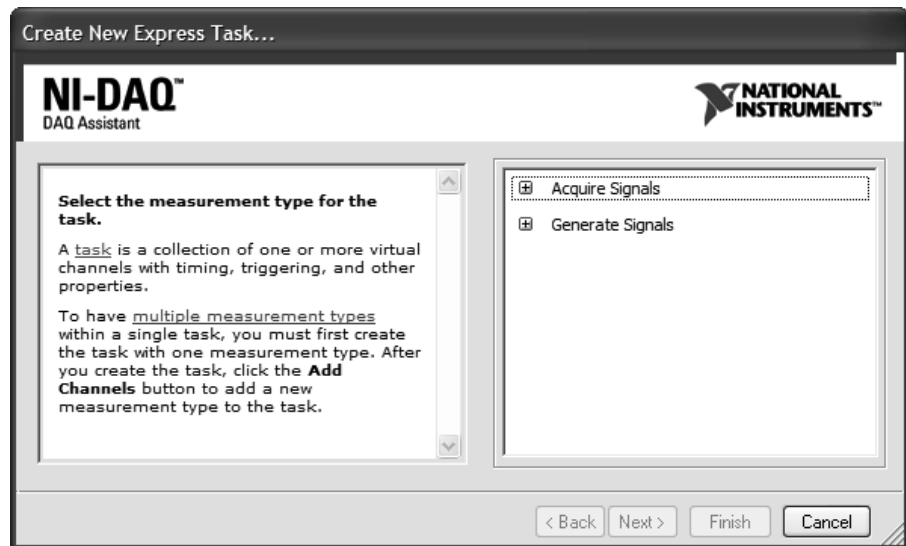 Create New Express Task...
NI-DAQ™
DAQ Assistant
NATIONAL
INSTRUMENTS™
Select the measurement type for the
task.
A task is a collection of one or more virtual
channels with timing, triggering, and other
properties.
To have multiple measurement types
within a single task, you must first create
the task with one measurement type. After
you create the task, click the Add
Channels button to add a new
measurement type to the task.
Acquire Signals
Generate Signals
< Back
Next >
Finish
Cancel